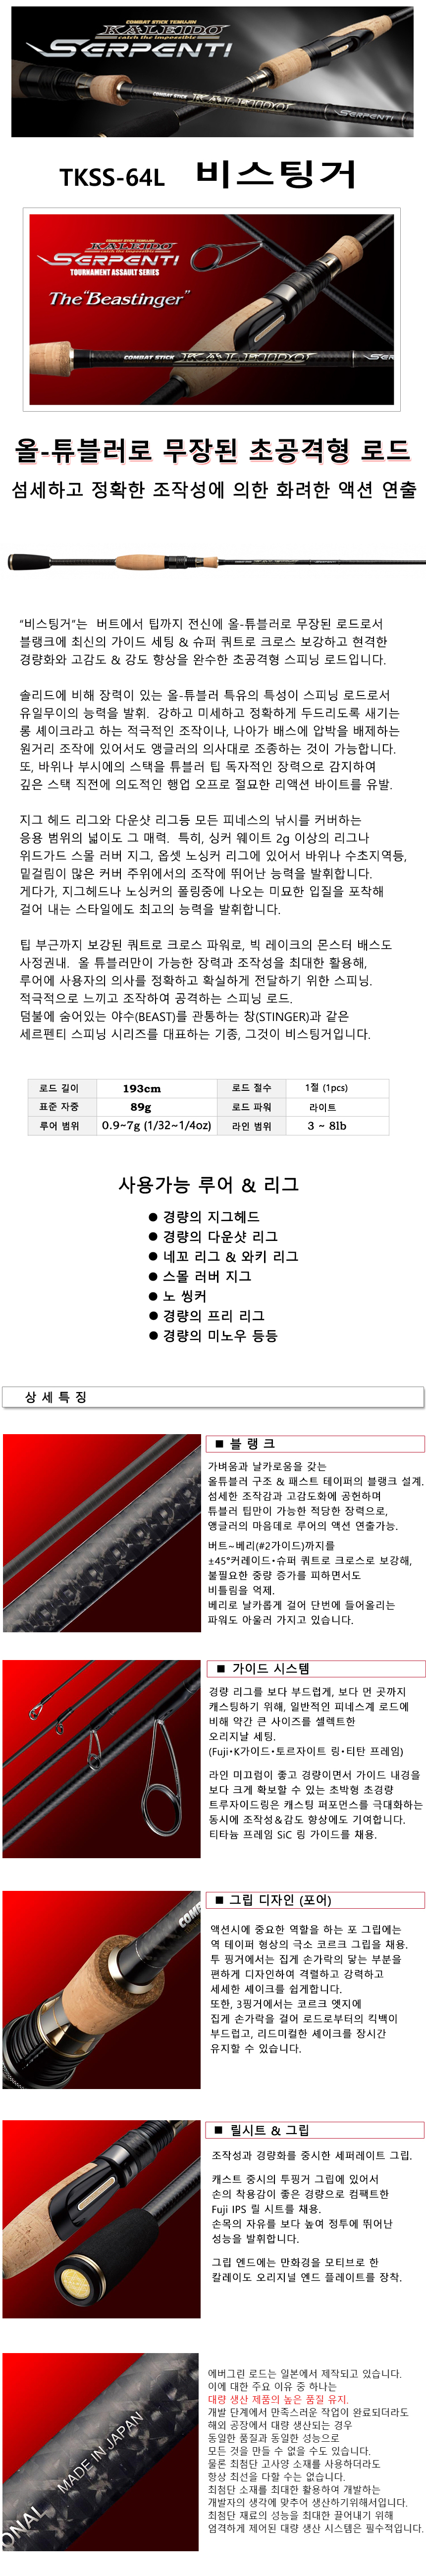 COMBAT STICK TEMUJIN
KALEIDO
catch the impossible
SERPENTI
COMBAT STICK KALEIDO
SERPENTI
TKSS-64L 비스팅거
COMBAT STICK TEMUJIN
KALEIDO
SERPENTI
TOURNAMENT ASSAULT SERIES
The "Beastinger"
COMBAT STICK KALEIDO
올-튜블러로 무장된 초공격형 로드
섬세하고 정확한 조작성에 의한 화려한 액션 연출
"비스팅거"는 버트에서 팁까지 전신에 올-튜블러로 무장된 로드로서
블랭크에 최신의 가이드 세팅 & 슈퍼 쿼트로 크로스 보강하고 현격한
경량화와 고감도 & 강도 향상을 완수한 초공격형 스피닝 로드입니다.
솔리드에 비해 장력이 있는 올-튜블러 특유의 특성이 스피닝 로드로서
유일무이의 능력을 발휘. 강하고 미세하고 정확하게 두드리도록 새기는
롱 셰이크라고 하는 적극적인 조작이나, 나아가 배스에 압박을 배제하는
원거리 조작에 있어서도 앵글러의 의사대로 조종하는 것이 가능합니다.
또, 바위나 부시에의 스택을 튜블러 팁 독자적인 장력으로 감지하여
깊은 스택 직전에 의도적인 행업 오프로 절묘한 리액션 바이트를 유발.
지그 헤드 리그와 다운샷 리그등 모든 피네스의 낚시를 커버하는
응용 범위의 넓이도 그 매력. 특히, 싱커 웨이트 2g 이상의 리그나
위드가드 스몰 러버 지그, 옵셋 노싱커 리그에 있어서 바위나 수초지역등,
밑걸림이 많은 커버 주위에서의 조작에 뛰어난 능력을 발휘합니다.
게다가, 지그헤드나 노싱커의 폴링중에 나오는 미묘한 입질을 포착해
걸어 내는 스타일에도 최고의 능력을 발휘합니다.
팁 부근까지 보강된 쿼트로 크로스 파워로, 빅 레이크의 몬스터 배스도
사정권내. 올 튜블러만이 가능한 장력과 조작성을 최대한 활용해,
루어에 사용자의 의사를 정확하고 확실하게 전달하기 위한 스피닝.
적극적으로 느끼고 조작하여 공격하는 스피닝 로드.
덤불에 숨어있는 야수(BEAST)를 관통하는 창(STINGER)과 같은
세르펜티 스피닝 시리즈를 대표하는 기종, 그것이 비스팅거입니다.
로드 길이 193cm 로드 절수 1절 (1pcs)
표준 자중 89g 로드 파워 라이트
루어 범위 0.9~7g (1/32~1/4oz) 라인 범위 3 ~ 8lb
사용가능 루어 & 리그
● 경량의 지그헤드
● 경량의 다운샷 리그
● 네꼬 리그 & 와키 리그
● 스몰 러버 지그
● 노 씽커
● 경량의 프리 리그
● 경량의 미노우 등등
상 세 특 징
■ 블 랭 크
가벼움과 날카로움을 갖는
올튜블러 구조 & 패스트 테이퍼의 블랭크 설계.
섬세한 조작감과 고감도화에 공헌하며
튜블러 팁만이 가능한 적당한 장력으로,
앵글러의 마음데로 루어의 액션 연출가능.
버트~베리(#2가이드)까지를
±45°커레이드･슈퍼 쿼트로 크로스로 보강해,
불필요한 중량 증가를 피하면서도
비틀림을 억제.
베리로 날카롭게 걸어 단번에 들어올리는
파워도 아울러 가지고 있습니다.
■ 가이드 시스템
경량 리그를 보다 부드럽게, 보다 먼 곳까지
캐스팅하기 위해, 일반적인 피네스계 로드에
비해 약간 큰 사이즈를 셀렉트한
오리지날 세팅.
(Fuji･K가이드･토르자이트 링･티탄 프레임)
라인 미끄럼이 좋고 경량이면서 가이드 내경을
보다 크게 확보할 수 있는 초박형 초경량
트루자이드링은 캐스팅 퍼포먼스를 극대화하는
동시에 조작성&감도 향상에도 기여합니다.
티타늄 프레임 SiC 링 가이드를 채용.
■ 그립 디자인 (포어)
COMB
액션시에 중요한 역할을 하는 포 그립에는
역 테이퍼 형상의 극소 코르크 그립을 채용.
투 핑거에서는 집게 손가락의 닿는 부분을
편하게 디자인하여 격렬하고 강력하고
세세한 셰이크를 쉽게합니다.
또한, 3핑거에서는 코르크 엣지에
집게 손가락을 걸어 로드로부터의 킥백이
부드럽고, 리드미컬한 셰이크를 장시간
유지할 수 있습니다.
■ 릴시트 & 그립
조작성과 경량화를 중시한 세퍼레이트 그립.
캐스트 중시의 투핑거 그립에 있어서
손의 착용감이 좋은 경량으로 컴팩트한
Fuji IPS 릴 시트를 채용.
손목의 자유를 보다 높여 정투에 뛰어난
성능을 발휘합니다.
그립 엔드에는 만화경을 모티브로 한
칼레이도 오리지널 엔드 플레이트를 장착.
ONAL MADE IN JAPAN
에버그린 로드는 일본에서 제작되고 있습니다.
이에 대한 주요 이유 중 하나는
대량 생산 제품의 높은 품질 유지.
개발 단계에서 만족스러운 작업이 완료되더라도
해외 공장에서 대량 생산되는 경우
동일한 품질과 동일한 성능으로
모든 것을 만들 수 없을 수도 있습니다.
물론 최첨단 고사양 소재를 사용하더라도
항상 최선을 다할 수는 없습니다.
최첨단 소재를 최대한 활용하여 개발하는
개발자의 생각에 맞추어 생산하기위해서입니다.
최첨단 재료의 성능을 최대한 끌어내기 위해
엄격하게 제어된 대량 생산 시스템은 필수적입니다.